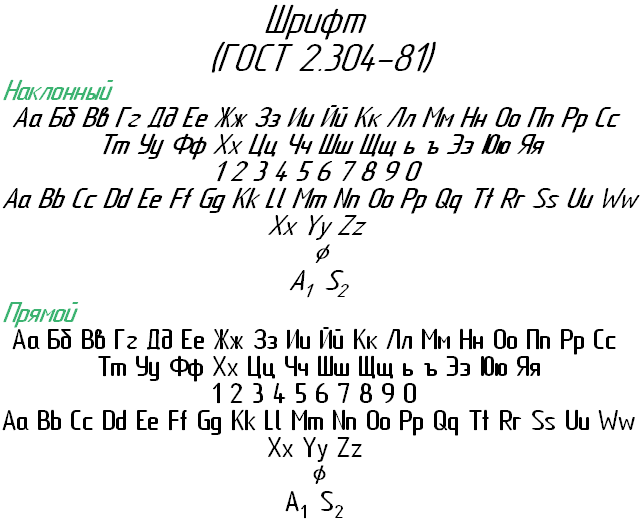 Шрифт
(ГОСТ 2.304-81)
Наклонный
Аа Бб Вв Гг Дд Ее Жж Зз Ии Йй Кк Лл Мм Нн Оо Пп Рр Сс
Тт Уу Фф Хх Цц Чч Шш Щщ ь ъ Ээ Юю Яя
1 2 3 4 5 6 7 8 9 0
Aa Bb Cc Dd Ee Ff Gg Kk Ll Mm Nn Oo Pp Qq Tt Rr Ss Uu Ww
Xx Yy Zz
ϕ
A₁ S₂
Прямой
Аа Бб Вв Гг Дд Ее Жж Зз Ии Йй Кк Лл Мм Нн Оо Пп Рр Сс
Тт Уу Фф Хх Цц Чч Шш Щщ ь ъ Ээ Юю Яя
1 2 3 4 5 6 7 8 9 0
Aa Bb Cc Dd Ee Ff Gg Kk Ll Mm Nn Oo Pp Qq Tt Rr Ss Uu Ww
Xx Yy Zz
ϕ
A₁ S₂